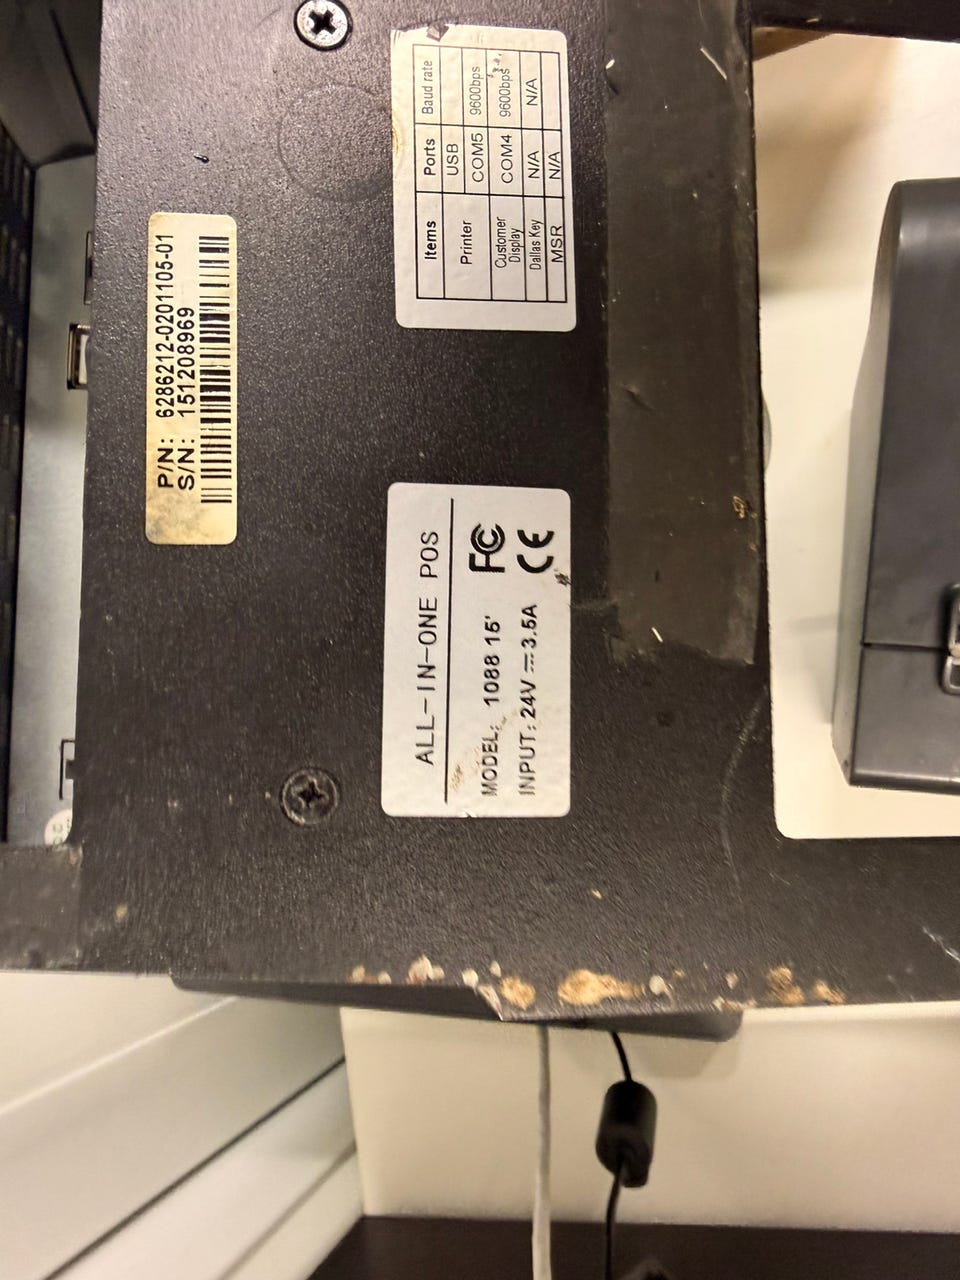 P/N: 6286212-0201105-01
S/N: 151208969
Items Ports Baud rate
Printer USB
COM5 9600bps
Customer Display COM4 9600bps
Dallas Key N/A N/A
MSR N/A
ALL-IN-ONE POS
MODEL: 1088 15'
INPUT: 24V⎓3.5A
FC CE